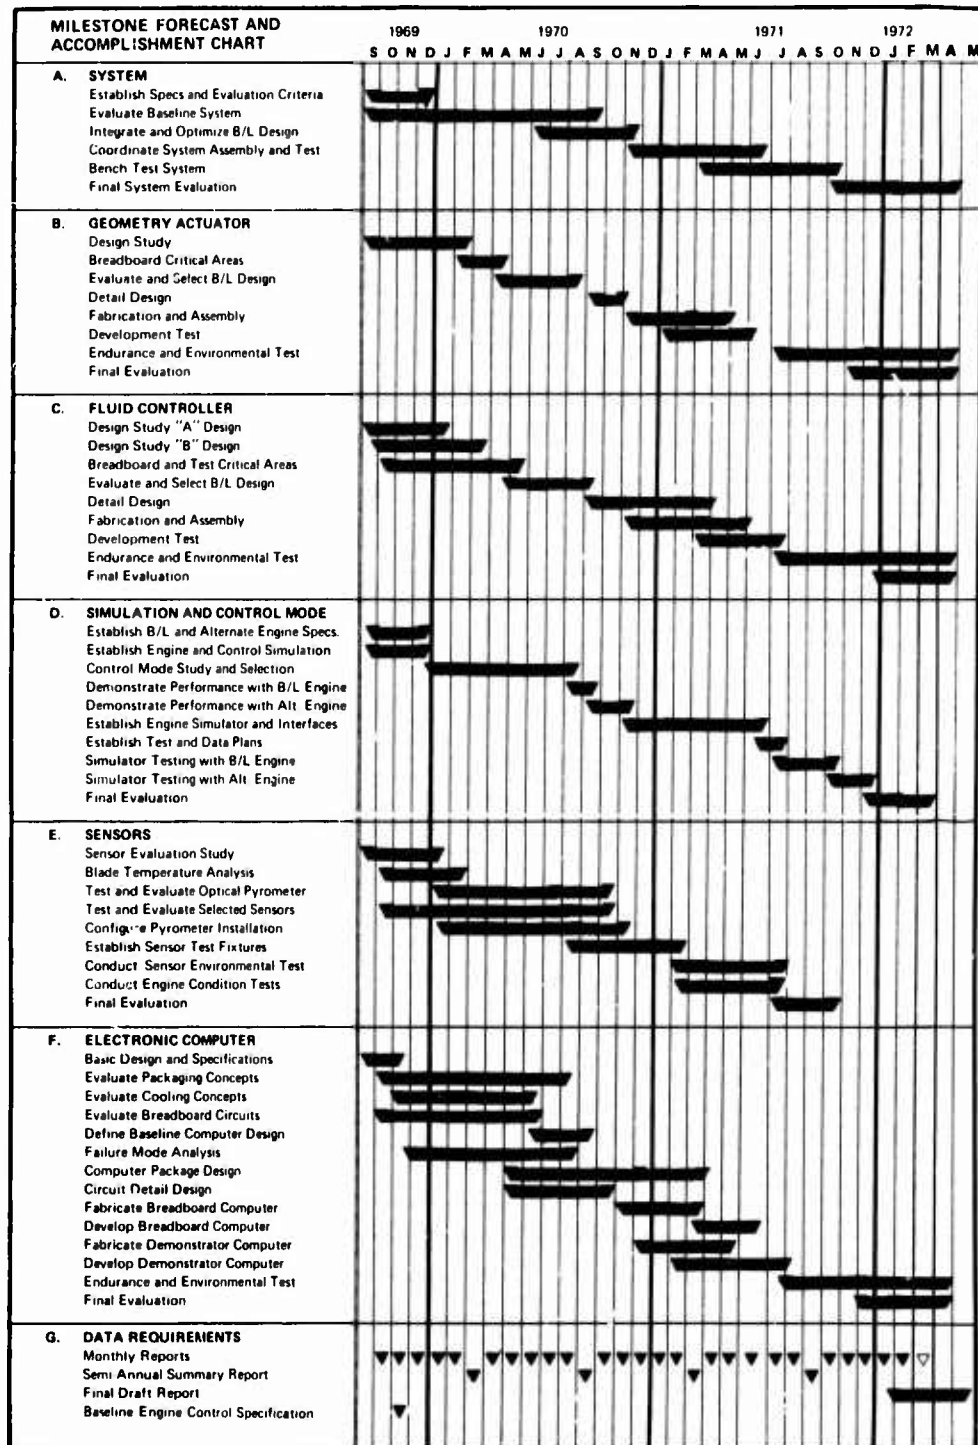 MILESTONE FORECAST AND
ACCOMPLISHMENT CHART
1969 1970 1971 1972
S O N D J F M A M J J A S O N D J F M A M J J A S O N D J F M A M
A. SYSTEM
Establish Specs and Evaluation Criteria
Evaluate Baseline System
Integrate and Optimize B/L Design
Coordinate System Assembly and Test
Bench Test System
Final System Evaluation
B. GEOMETRY ACTUATOR
Design Study
Breadboard Critical Areas
Evaluate and Select B/L Design
Detail Design
Fabrication and Assembly
Development Test
Endurance and Environmental Test
Final Evaluation
C. FLUID CONTROLLER
Design Study "A" Design
Design Study "B" Design
Breadboard and Test Critical Areas
Evaluate and Select B/L Design
Detail Design
Fabrication and Assembly
Development Test
Endurance and Environmental Test
Final Evaluation
D. SIMULATION AND CONTROL MODE
Establish B/L and Alternate Engine Specs.
Establish Engine and Control Simulation
Control Mode Study and Selection
Demonstrate Performance with B/L Engine
Demonstrate Performance with Alt. Engine
Establish Engine Simulator and Interfaces
Establish Test and Data Plans
Simulator Testing with B/L Engine
Simulator Testing with Alt. Engine
Final Evaluation
E. SENSORS
Sensor Evaluation Study
Blade Temperature Analysis
Test and Evaluate Optical Pyrometer
Test and Evaluate Selected Sensors
Configure Pyrometer Installation
Establish Sensor Test Fixtures
Conduct Sensor Environmental Test
Conduct Engine Condition Tests
Final Evaluation
F. ELECTRONIC COMPUTER
Basic Design and Specifications
Evaluate Packaging Concepts
Evaluate Cooling Concepts
Evaluate Breadboard Circuits
Define Baseline Computer Design
Failure Mode Analysis
Computer Package Design
Circuit Detail Design
Fabricate Breadboard Computer
Develop Breadboard Computer
Fabricate Demonstrator Computer
Develop Demonstrator Computer
Endurance and Environmental Test
Final Evaluation
G. DATA REQUIREMENTS
Monthly Reports
Semi Annual Summary Report
Final Draft Report
Baseline Engine Control Specification